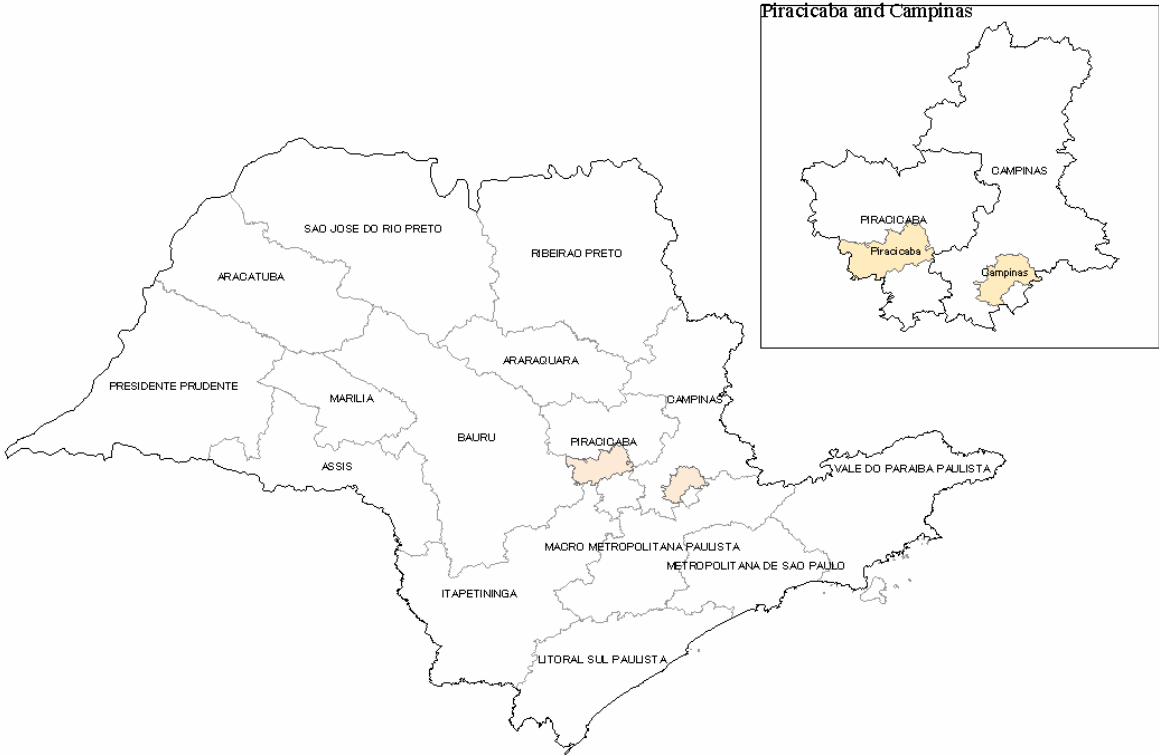 Piracicaba and Campinas
CAMPINAS
PIRACICABA
Piracicaba
Campinas
SAO JOSE DO RIO PRETO
RIBEIRAO PRETO
ARACATUBA
ARARAQUARA
PRESIDENTE PRUDENTE
MARILIA
CAMPINAS
BAURU
PIRACICABA
ASSIS
VALE DO PARAIBA PAULISTA
MACRO METROPOLITANA PAULISTA
METROPOLITANA DE SAO PAULO
ITAPETININGA
LITORAL SUL PAULISTA